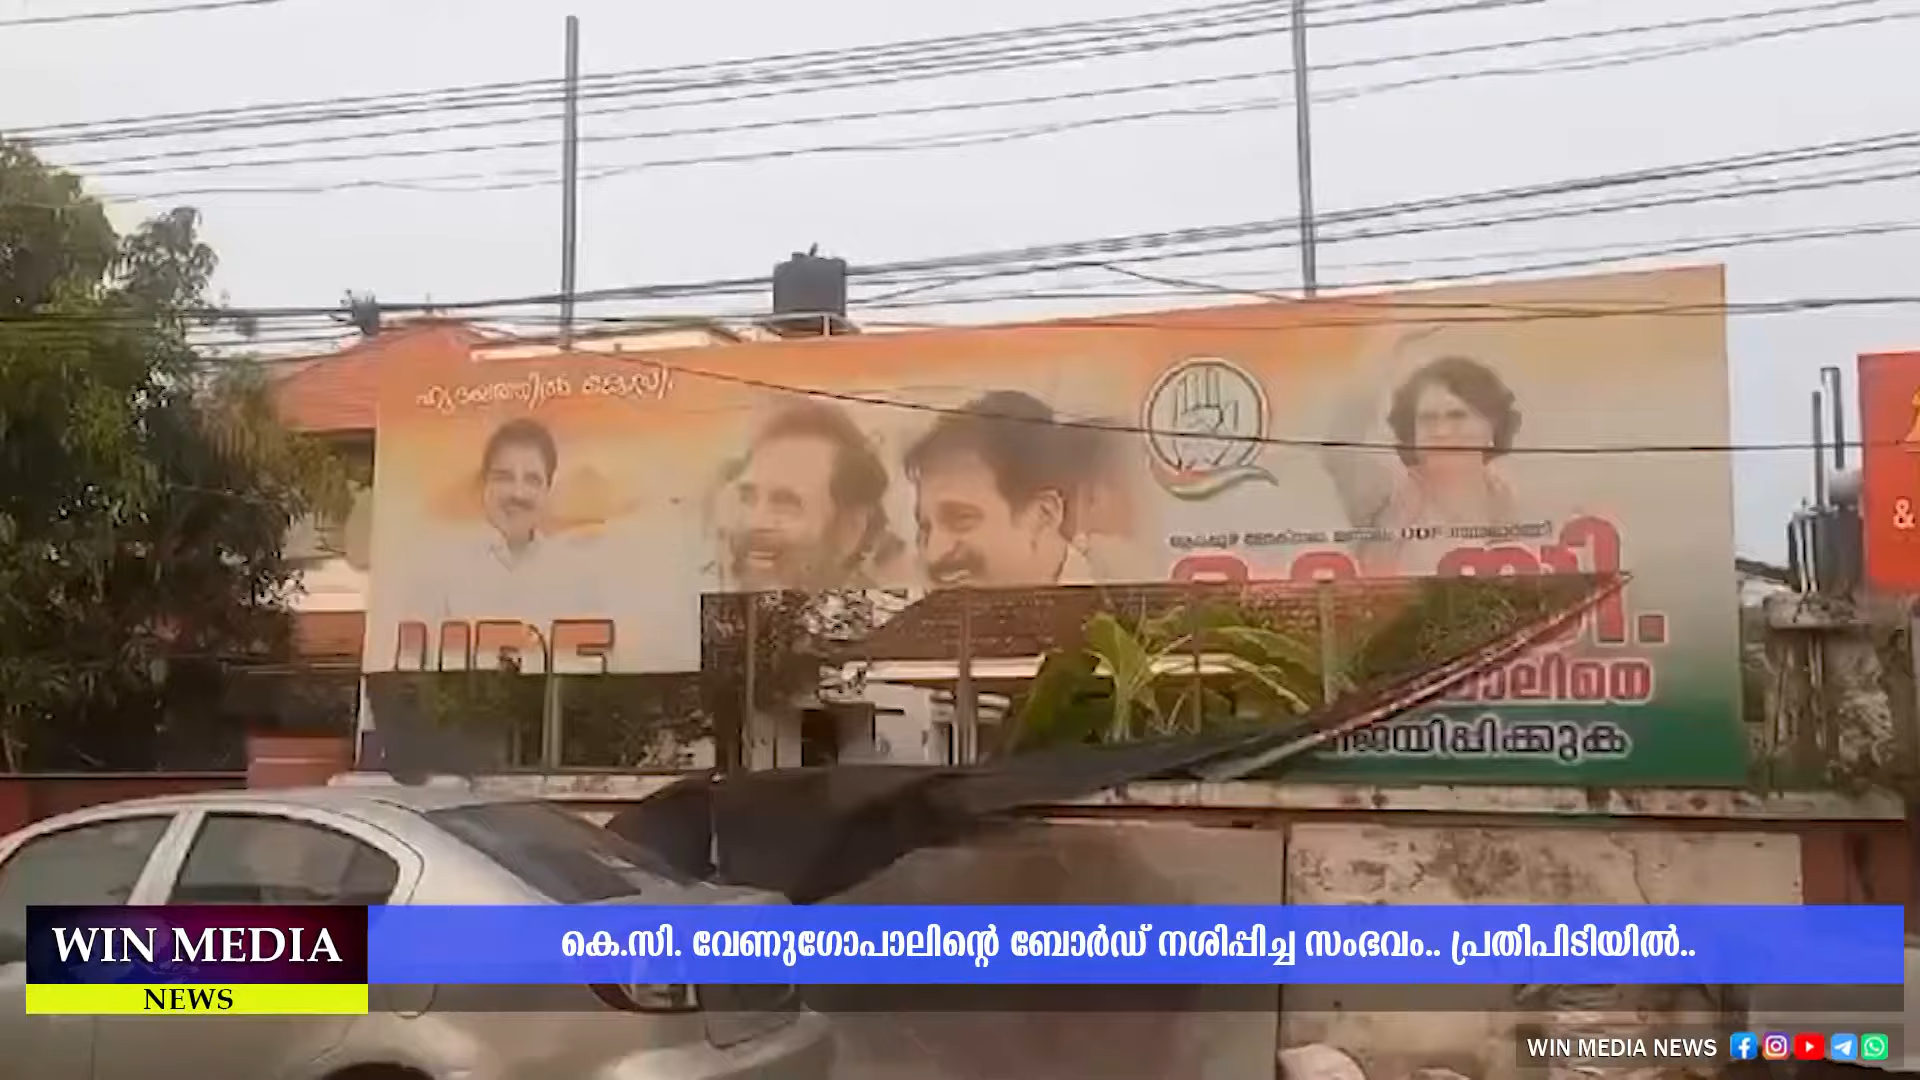 ഹൃദയത്തിൽ കെ.സി.
UDF
കെ.സി.
വിജയിപ്പിക്കുക
&
WIN MEDIA
NEWS
കെ.സി. വേണുഗോപാലിന്റെ ബോർഡ് നശിപ്പിച്ച സംഭവം.. പ്രതിപിടിയിൽ..
WIN MEDIA NEWS